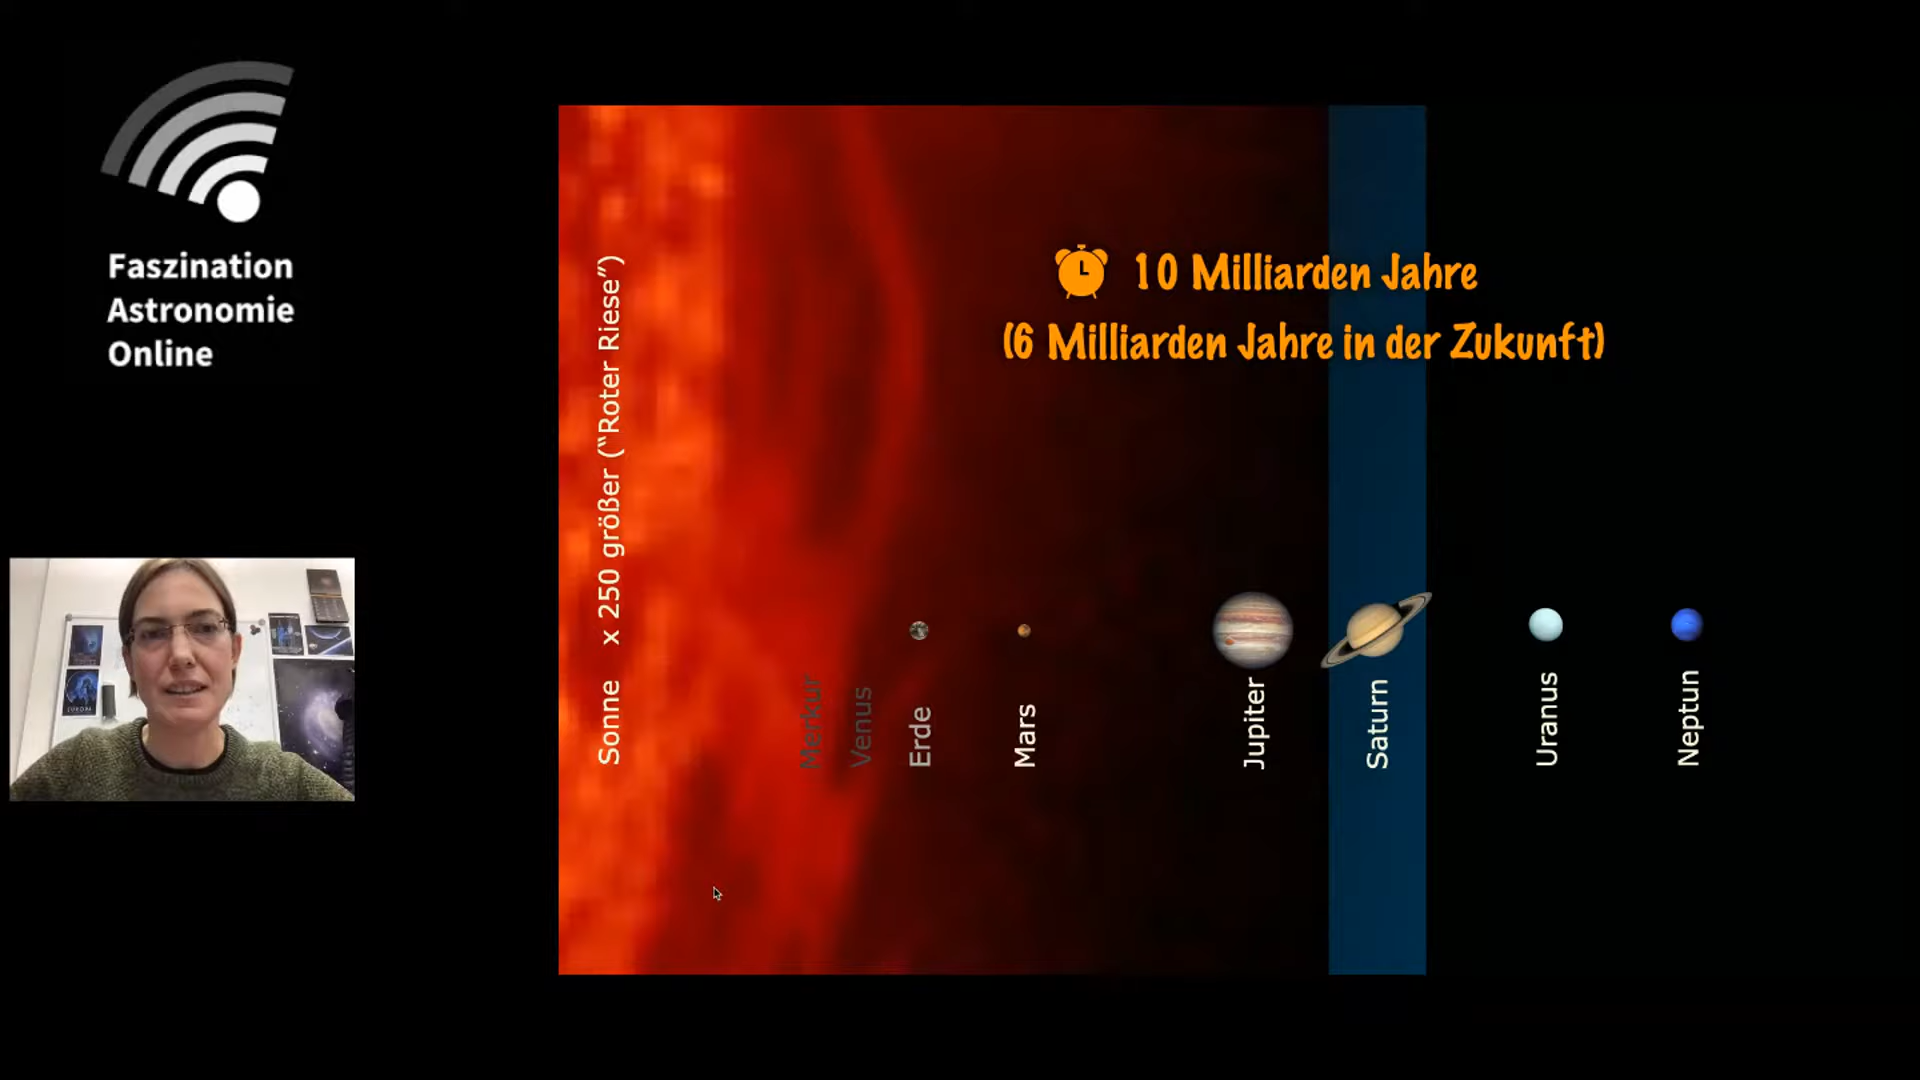 Faszination
Astronomie
Online
10 Milliarden Jahre
(6 Milliarden Jahre in der Zukunft)
Sonne x 250 größer (“Roter Riese”)
Merkur
Venus
Erde
Mars
Jupiter
Saturn
Uranus
Neptun